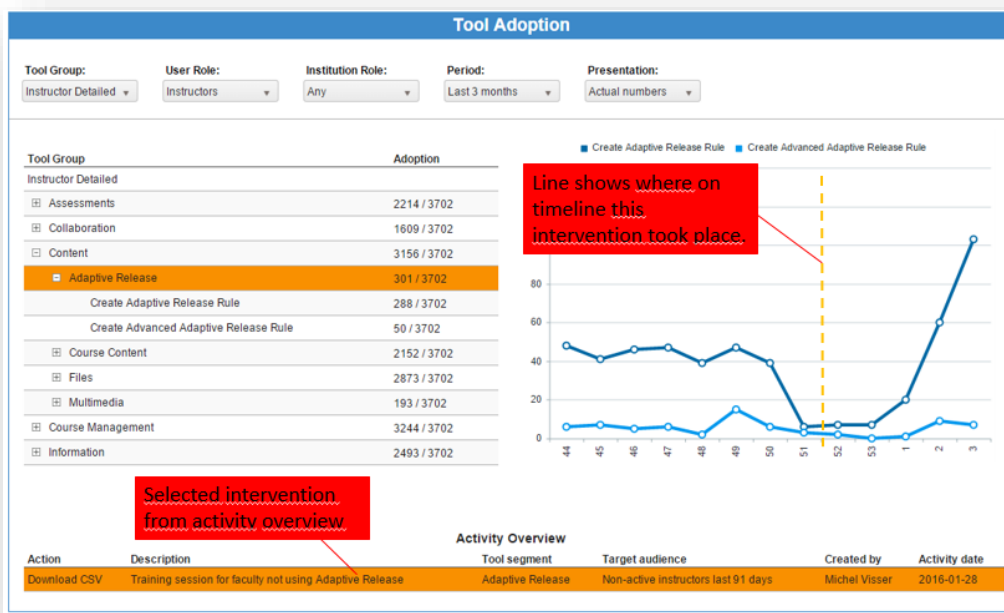 Tool Adoption
Tool Group: User Role: Institution Role: Period: Presentation:
Instructor Detailed Instructors Any Last 3 months Actual numbers
Tool Group Adoption
Instructor Detailed
Assessments 2214 / 3702
Collaboration 1609 / 3702
Content 3156 / 3702
Adaptive Release 301 / 3702
Create Adaptive Release Rule 288 / 3702
Create Advanced Adaptive Release Rule 50 / 3702
Course Content 2152 / 3702
Files 2873 / 3702
Multimedia 193 / 3702
Course Management 3244 / 3702
Information 2493 / 3702
Create Adaptive Release Rule Create Advanced Adaptive Release Rule
Line shows where on
timeline this
intervention took place.
80
60
40
20
0
44 45 46 47 48 49 50 51 52 53 1 2 3
Selected intervention
from activity overview
Activity Overview
Action Description Tool segment Target audience Created by Activity date
Download CSV Training session for faculty not using Adaptive Release Adaptive Release Non-active instructors last 91 days Michel Visser 2016-01-28